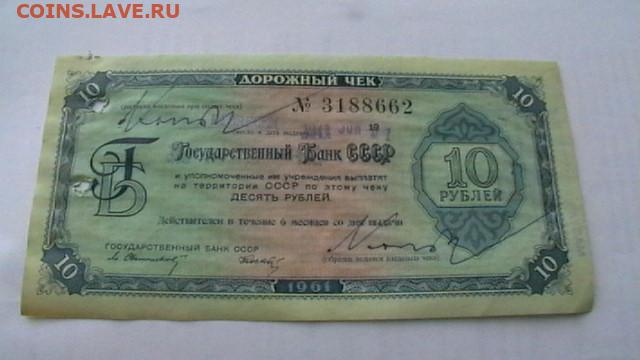 COINS.LAVE.RU
ДОРОЖНЫЙ ЧЕК
10
10
№ 3188662
Государственный Банк СССР
и уполномоченные им учреждения выплатят
на территории СССР по этому чеку
ДЕСЯТЬ РУБЛЕЙ.
10
РУБЛЕЙ
Действителен в течение 6 месяцев со дня выдачи
ГОСУДАРСТВЕННЫЙ БАНК СССР
10
10
1961